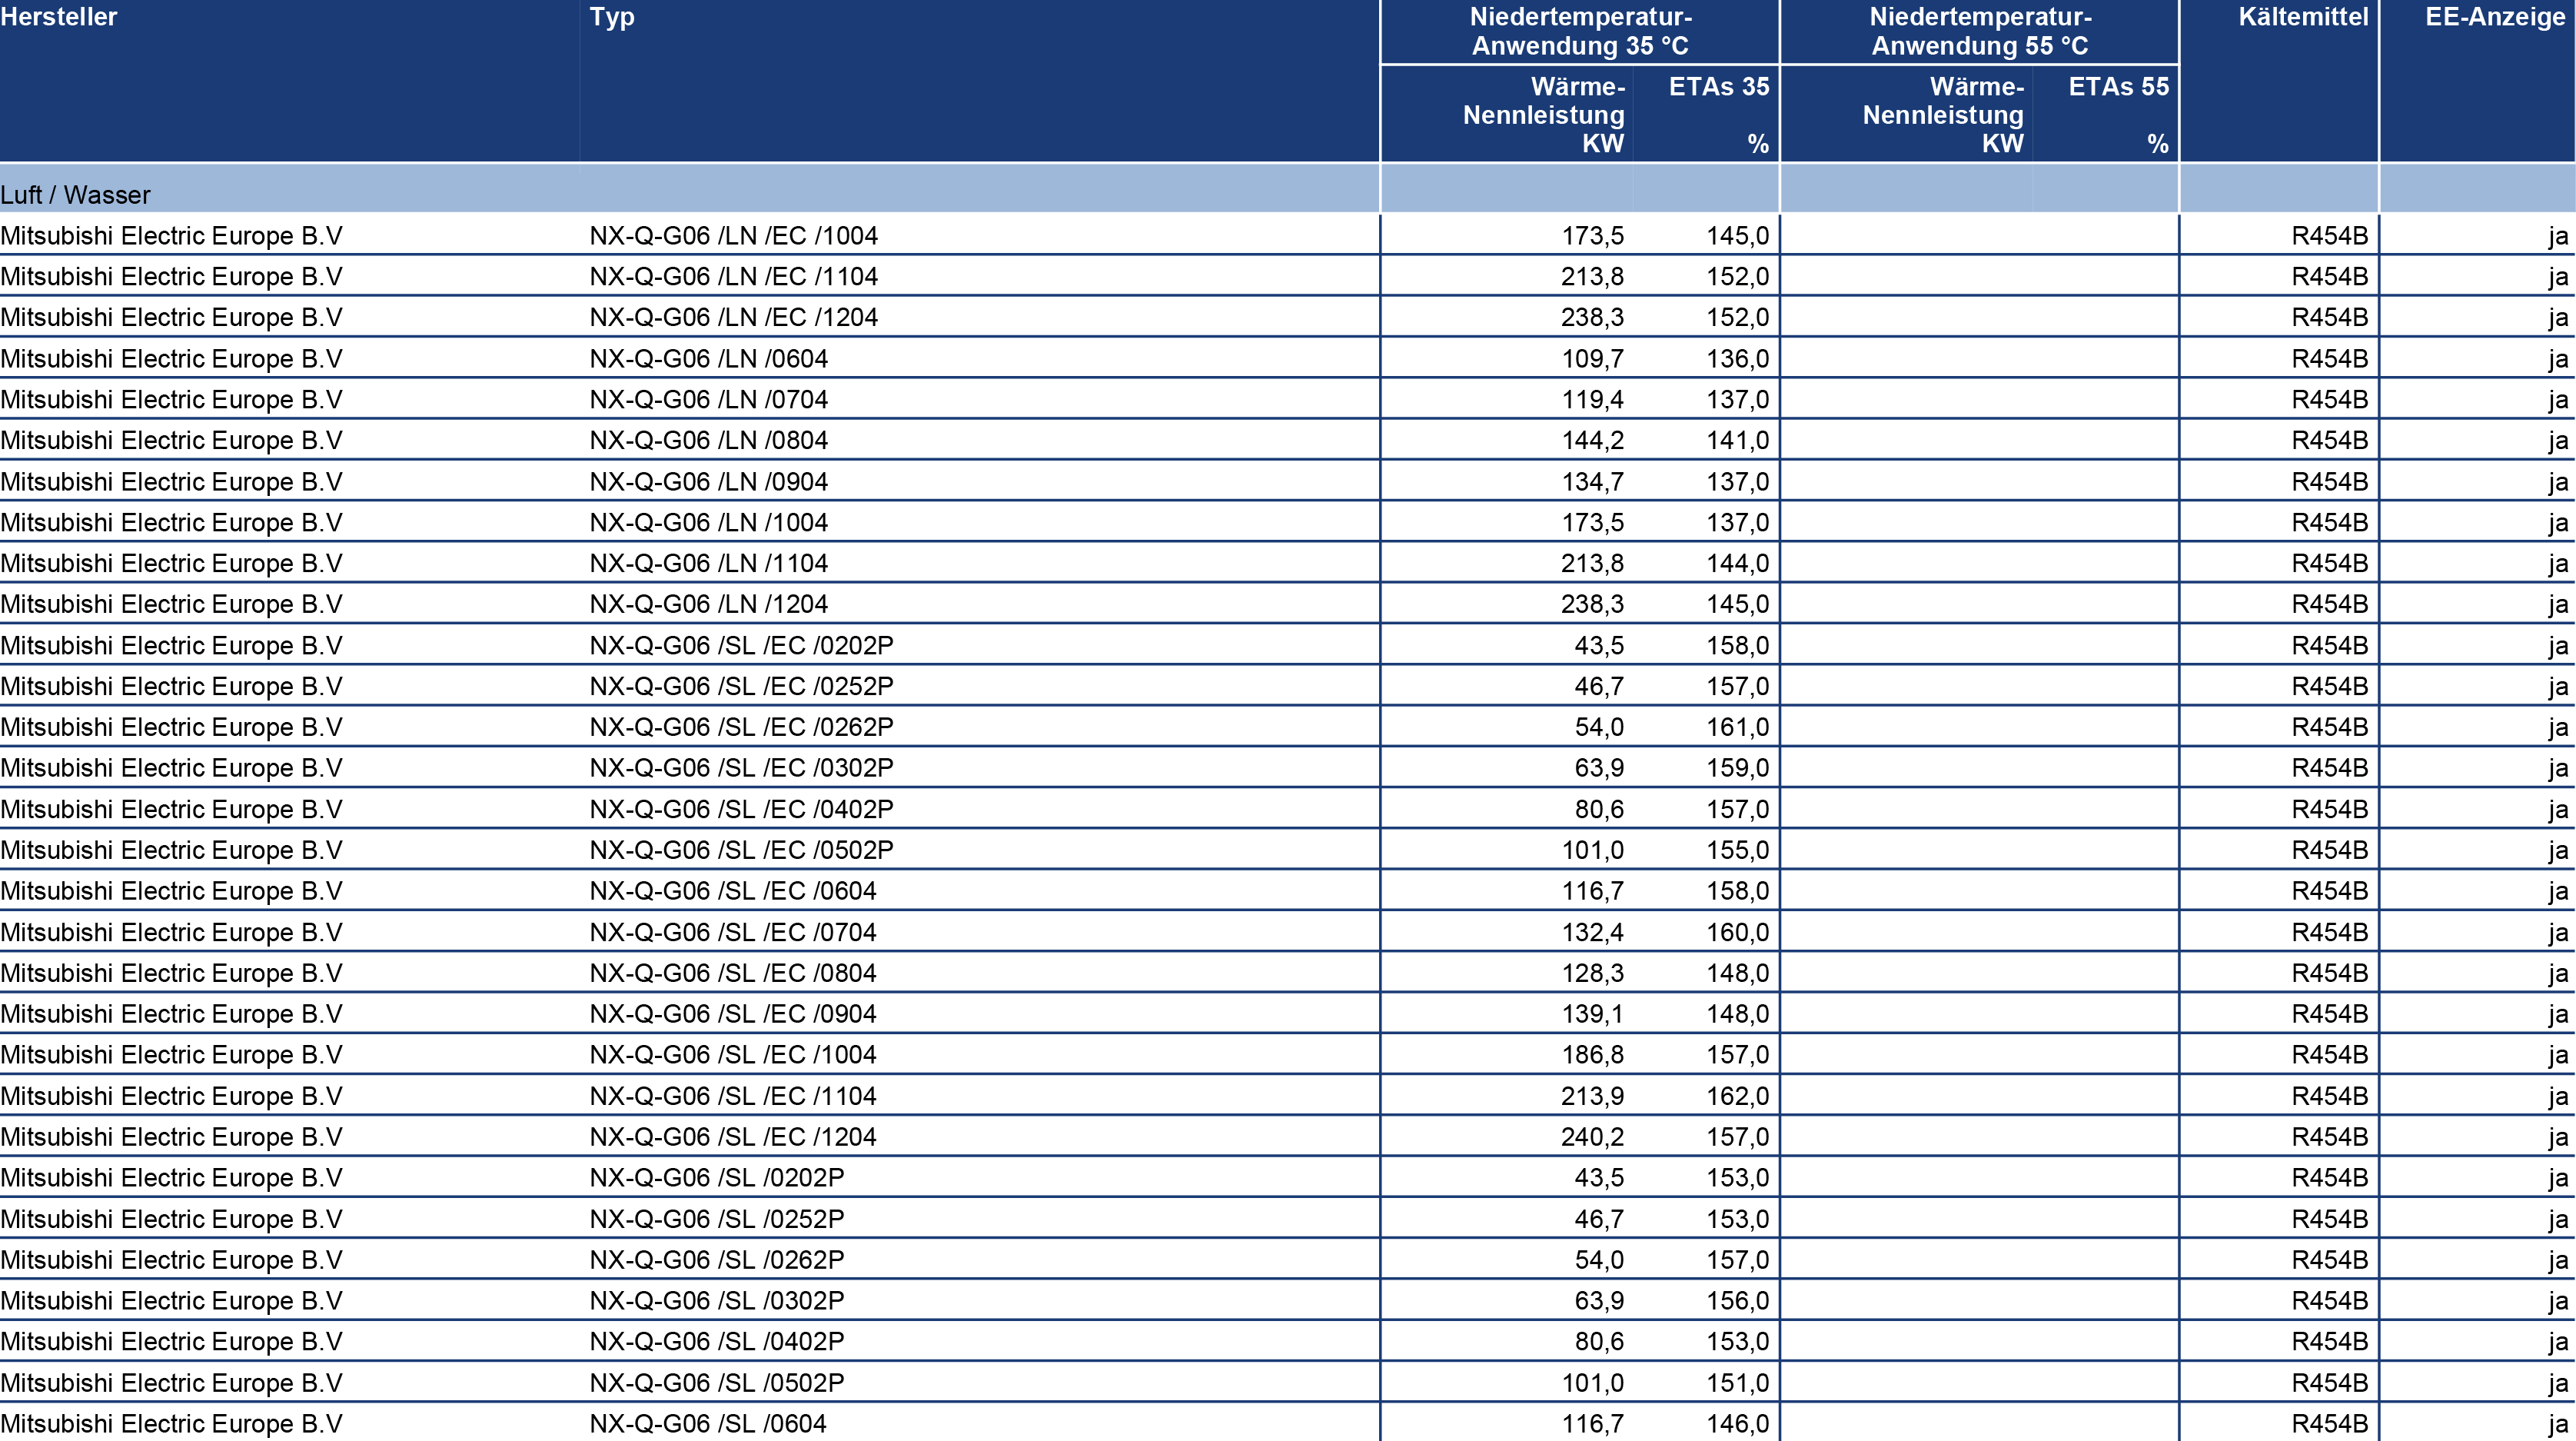 Hersteller Typ Niedertemperatur- Niedertemperatur- Kältemittel EE-Anzeige
Anwendung 35 °C Anwendung 55 °C
Wärme- ETAs 35 Wärme- ETAs 55
Nennleistung Nennleistung
KW % KW %
Luft / Wasser
Mitsubishi Electric Europe B.V NX-Q-G06 /LN /EC /1004 173,5 145,0 R454B ja
Mitsubishi Electric Europe B.V NX-Q-G06 /LN /EC /1104 213,8 152,0 R454B ja
Mitsubishi Electric Europe B.V NX-Q-G06 /LN /EC /1204 238,3 152,0 R454B ja
Mitsubishi Electric Europe B.V NX-Q-G06 /LN /0604 109,7 136,0 R454B ja
Mitsubishi Electric Europe B.V NX-Q-G06 /LN /0704 119,4 137,0 R454B ja
Mitsubishi Electric Europe B.V NX-Q-G06 /LN /0804 144,2 141,0 R454B ja
Mitsubishi Electric Europe B.V NX-Q-G06 /LN /0904 134,7 137,0 R454B ja
Mitsubishi Electric Europe B.V NX-Q-G06 /LN /1004 173,5 137,0 R454B ja
Mitsubishi Electric Europe B.V NX-Q-G06 /LN /1104 213,8 144,0 R454B ja
Mitsubishi Electric Europe B.V NX-Q-G06 /LN /1204 238,3 145,0 R454B ja
Mitsubishi Electric Europe B.V NX-Q-G06 /SL /EC /0202P 43,5 158,0 R454B ja
Mitsubishi Electric Europe B.V NX-Q-G06 /SL /EC /0252P 46,7 157,0 R454B ja
Mitsubishi Electric Europe B.V NX-Q-G06 /SL /EC /0262P 54,0 161,0 R454B ja
Mitsubishi Electric Europe B.V NX-Q-G06 /SL /EC /0302P 63,9 159,0 R454B ja
Mitsubishi Electric Europe B.V NX-Q-G06 /SL /EC /0402P 80,6 157,0 R454B ja
Mitsubishi Electric Europe B.V NX-Q-G06 /SL /EC /0502P 101,0 155,0 R454B ja
Mitsubishi Electric Europe B.V NX-Q-G06 /SL /EC /0604 116,7 158,0 R454B ja
Mitsubishi Electric Europe B.V NX-Q-G06 /SL /EC /0704 132,4 160,0 R454B ja
Mitsubishi Electric Europe B.V NX-Q-G06 /SL /EC /0804 128,3 148,0 R454B ja
Mitsubishi Electric Europe B.V NX-Q-G06 /SL /EC /0904 139,1 148,0 R454B ja
Mitsubishi Electric Europe B.V NX-Q-G06 /SL /EC /1004 186,8 157,0 R454B ja
Mitsubishi Electric Europe B.V NX-Q-G06 /SL /EC /1104 213,9 162,0 R454B ja
Mitsubishi Electric Europe B.V NX-Q-G06 /SL /EC /1204 240,2 157,0 R454B ja
Mitsubishi Electric Europe B.V NX-Q-G06 /SL /0202P 43,5 153,0 R454B ja
Mitsubishi Electric Europe B.V NX-Q-G06 /SL /0252P 46,7 153,0 R454B ja
Mitsubishi Electric Europe B.V NX-Q-G06 /SL /0262P 54,0 157,0 R454B ja
Mitsubishi Electric Europe B.V NX-Q-G06 /SL /0302P 63,9 156,0 R454B ja
Mitsubishi Electric Europe B.V NX-Q-G06 /SL /0402P 80,6 153,0 R454B ja
Mitsubishi Electric Europe B.V NX-Q-G06 /SL /0502P 101,0 151,0 R454B ja
Mitsubishi Electric Europe B.V NX-Q-G06 /SL /0604 116,7 146,0 R454B ja